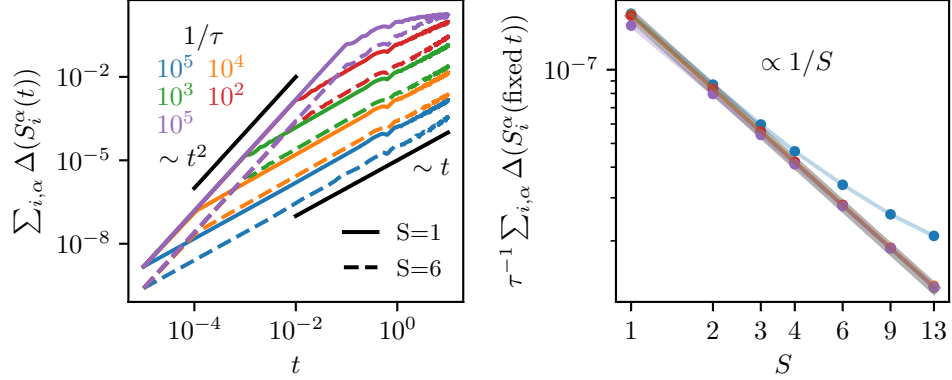 ∑_{i,α} Δ(S_i^α(t))
10^{-2}
10^{-5}
10^{-8}
1/τ
10^5 10^4
10^3 10^2
10^5
∼ t^2
∼ t
S=1
S=6
10^{-4} 10^{-2} 10^0
t
τ^{-1} ∑_{i,α} Δ(S_i^α(fixed t))
10^{-7}
∝ 1/S
1 2 3 4 6 9 13
S